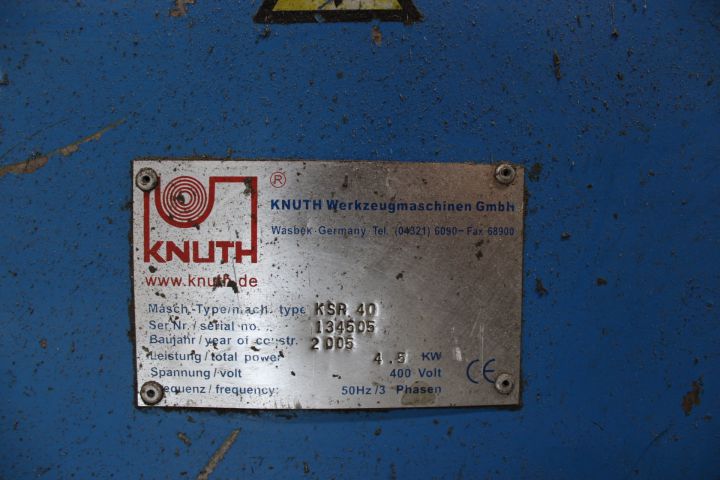 ®
KNUTH Werkzeugmaschinen GmbH
Wasbek-Germany Tel. (04321) 6090-Fax 68900
KNUTH
www.knuth.de
Masch.-Type/mach. type KSR 40
Ser.Nr./serial no. 134505
Baujahr/year of constr. 2005
Leistung/total power 4.5 KW
Spannung/volt 400 Volt
Frequenz/frequency: 50Hz/3 Phasen
CE